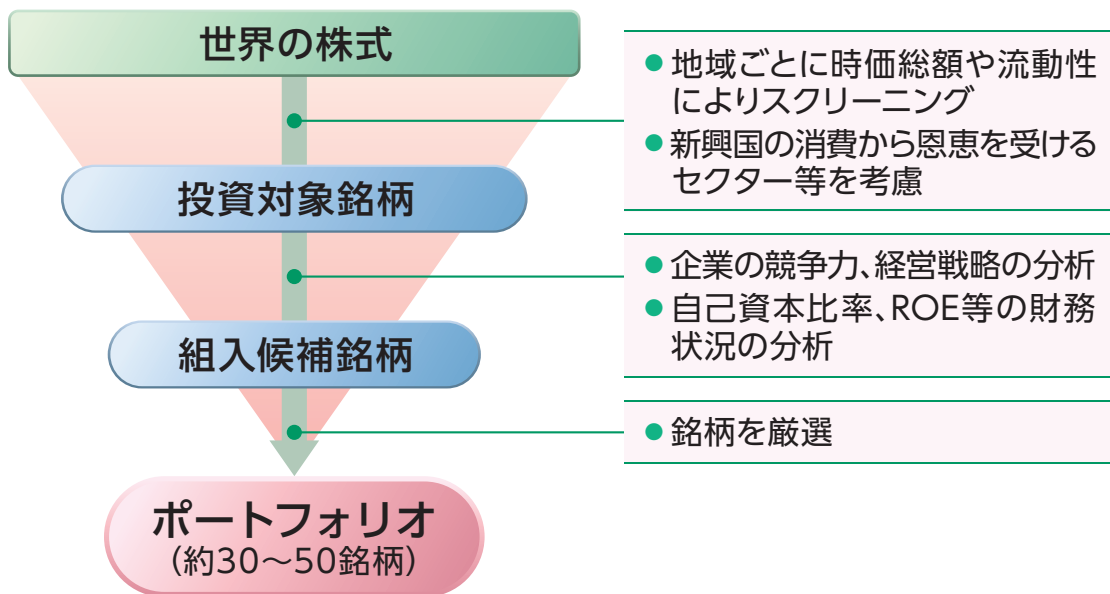 世界の株式
● 地域ごとに時価総額や流動性
によりスクリーニング
● 新興国の消費から恩恵を受ける
セクター等を考慮
投資対象銘柄
● 企業の競争力、経営戦略の分析
● 自己資本比率、ROE等の財務
状況の分析
組入候補銘柄
● 銘柄を厳選
ポートフォリオ
(約30〜50銘柄)